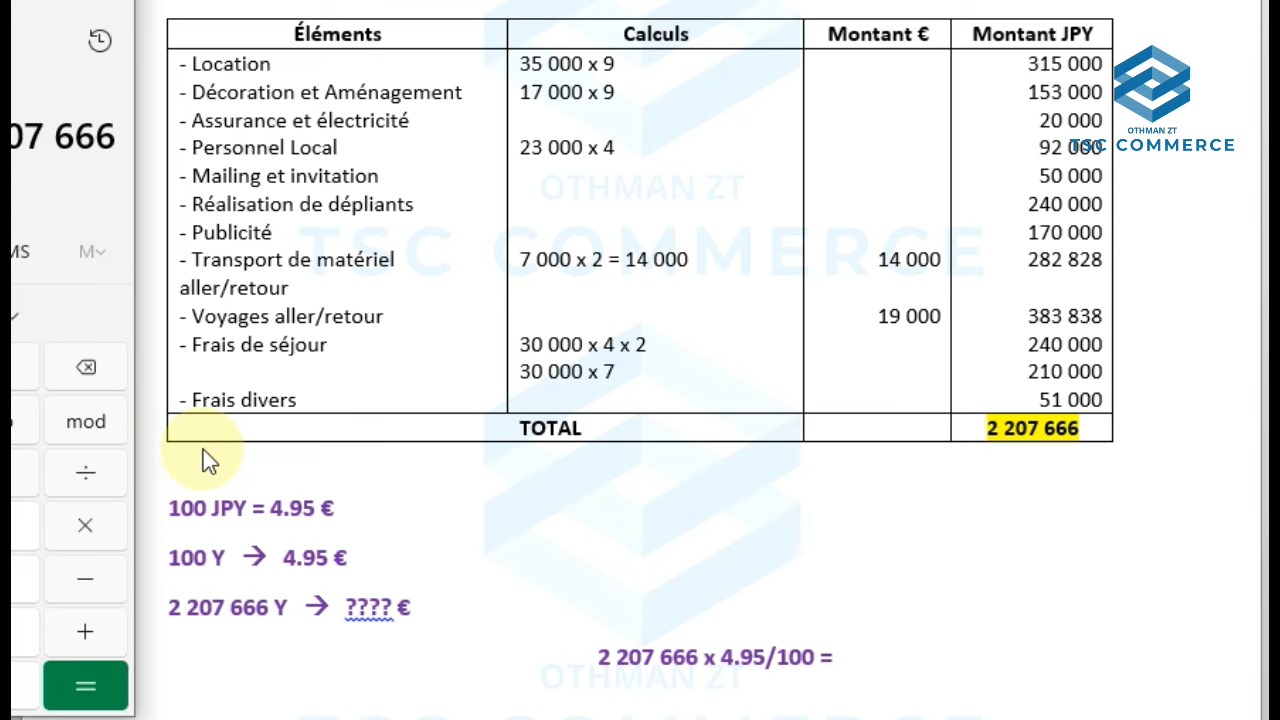 Éléments Calculs Montant € Montant JPY
- Location 35 000 x 9 315 000
- Décoration et Aménagement 17 000 x 9 153 000
- Assurance et électricité 20 000
- Personnel Local 23 000 x 4 92 000
- Mailing et invitation 50 000
- Réalisation de dépliants 240 000
- Publicité 170 000
- Transport de matériel 7 000 x 2 = 14 000 14 000 282 828
aller/retour
- Voyages aller/retour 19 000 383 838
- Frais de séjour 30 000 x 4 x 2 240 000
30 000 x 7 210 000
- Frais divers 51 000
TOTAL 2 207 666
100 JPY = 4.95 €
100 Y → 4.95 €
2 207 666 Y → ???? €
2 207 666 x 4.95/100 =
OTHMAN ZT
TSC COMMERCE
OTHMAN ZT
TSC COMMERCE
OTHMAN ZT
07 666
MS
M
mod
÷
×
−
+
=